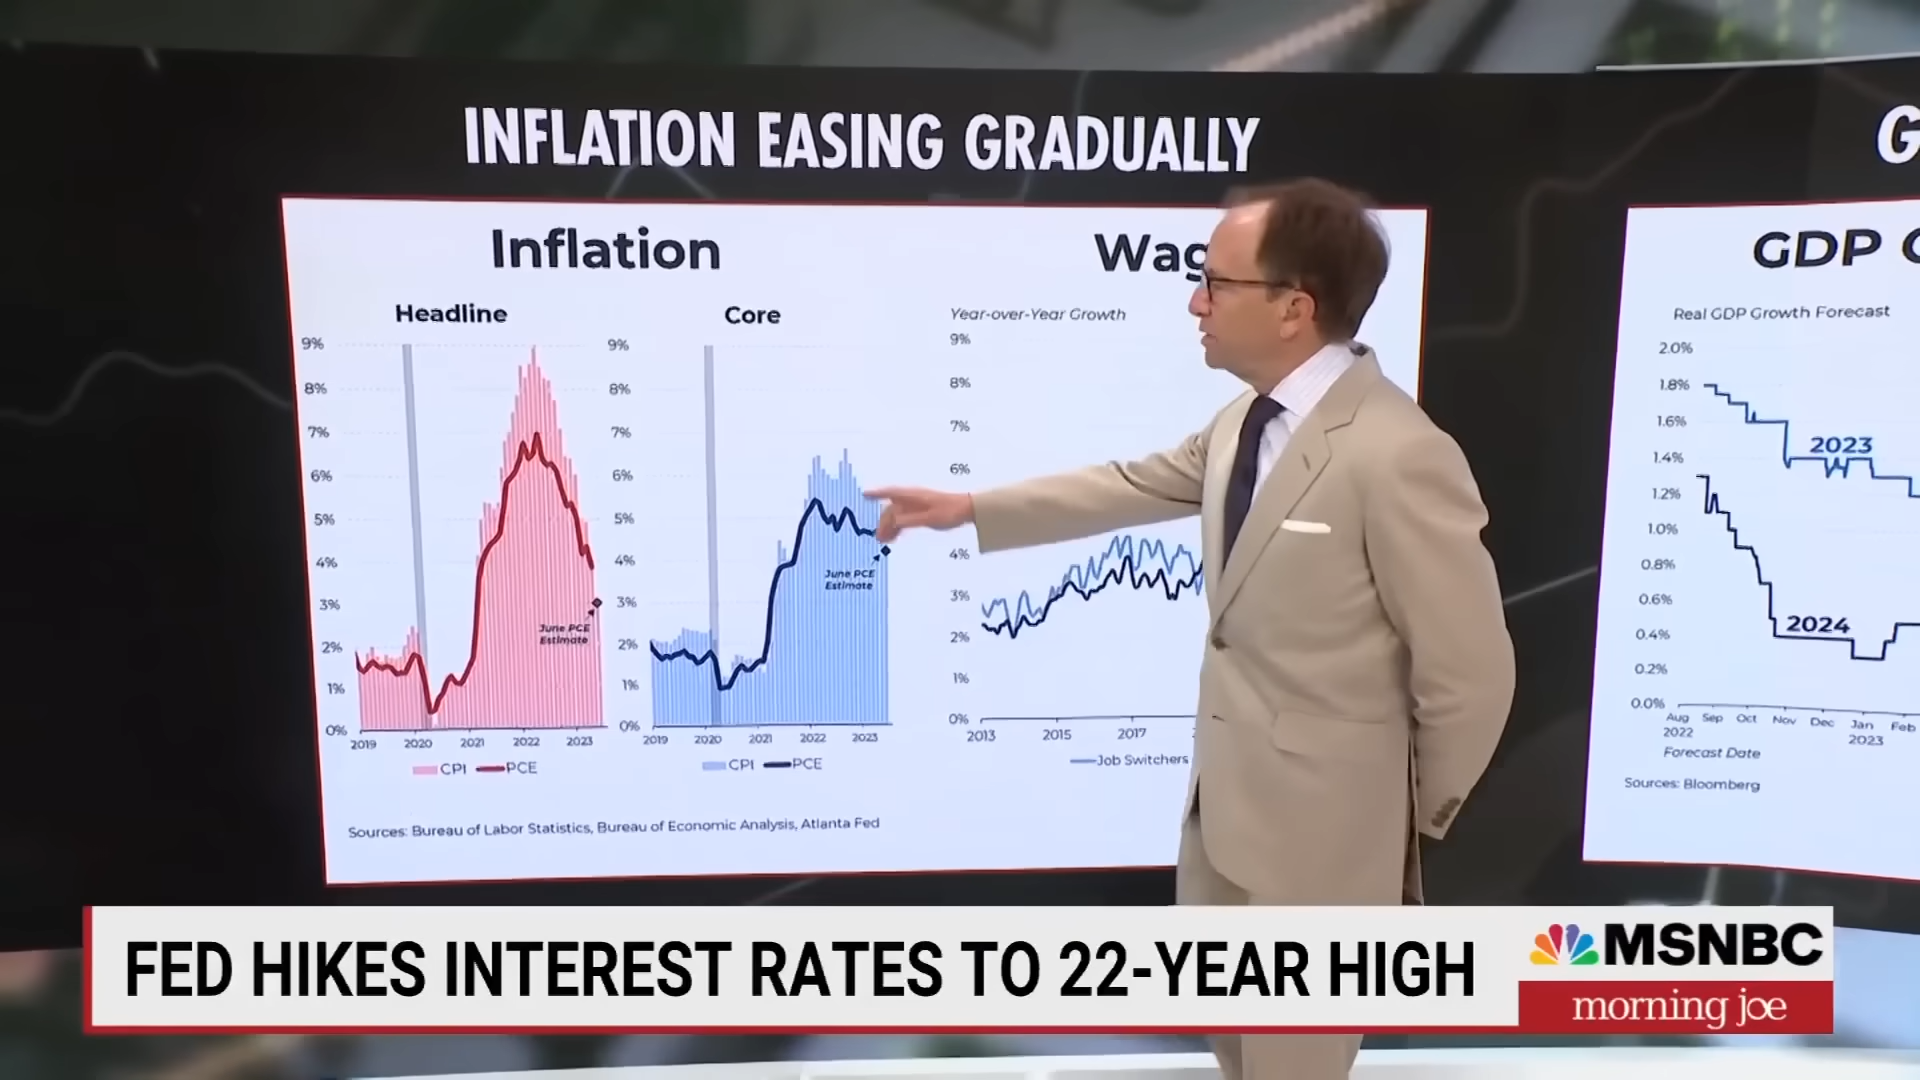 INFLATION EASING GRADUALLY
G
Inflation
Wag
GDP
Headline
Core
Year-over-Year Growth
Real GDP Growth Forecast
9%
8%
7%
6%
5%
4%
3%
2%
1%
0%
2019
2020
2021
2022
2023
June PCE
Estimate
CPI
PCE
9%
8%
7%
6%
5%
4%
3%
2%
1%
0%
2019
2020
2021
2022
2023
June PCE
Estimate
CPI
PCE
Sources: Bureau of Labor Statistics, Bureau of Economic Analysis, Atlanta Fed
9%
8%
7%
6%
4%
3%
2%
1%
0%
2013
2015
2017
Job Switchers
2.0%
1.8%
1.6%
1.4%
1.2%
1.0%
0.8%
0.6%
0.4%
0.2%
0.0%
2023
2024
Aug
2022
Sep
Oct
Nov
Dec
Jan
2023
Feb
Forecast Date
Sources: Bloomberg
FED HIKES INTEREST RATES TO 22-YEAR HIGH
MSNBC
morning joe